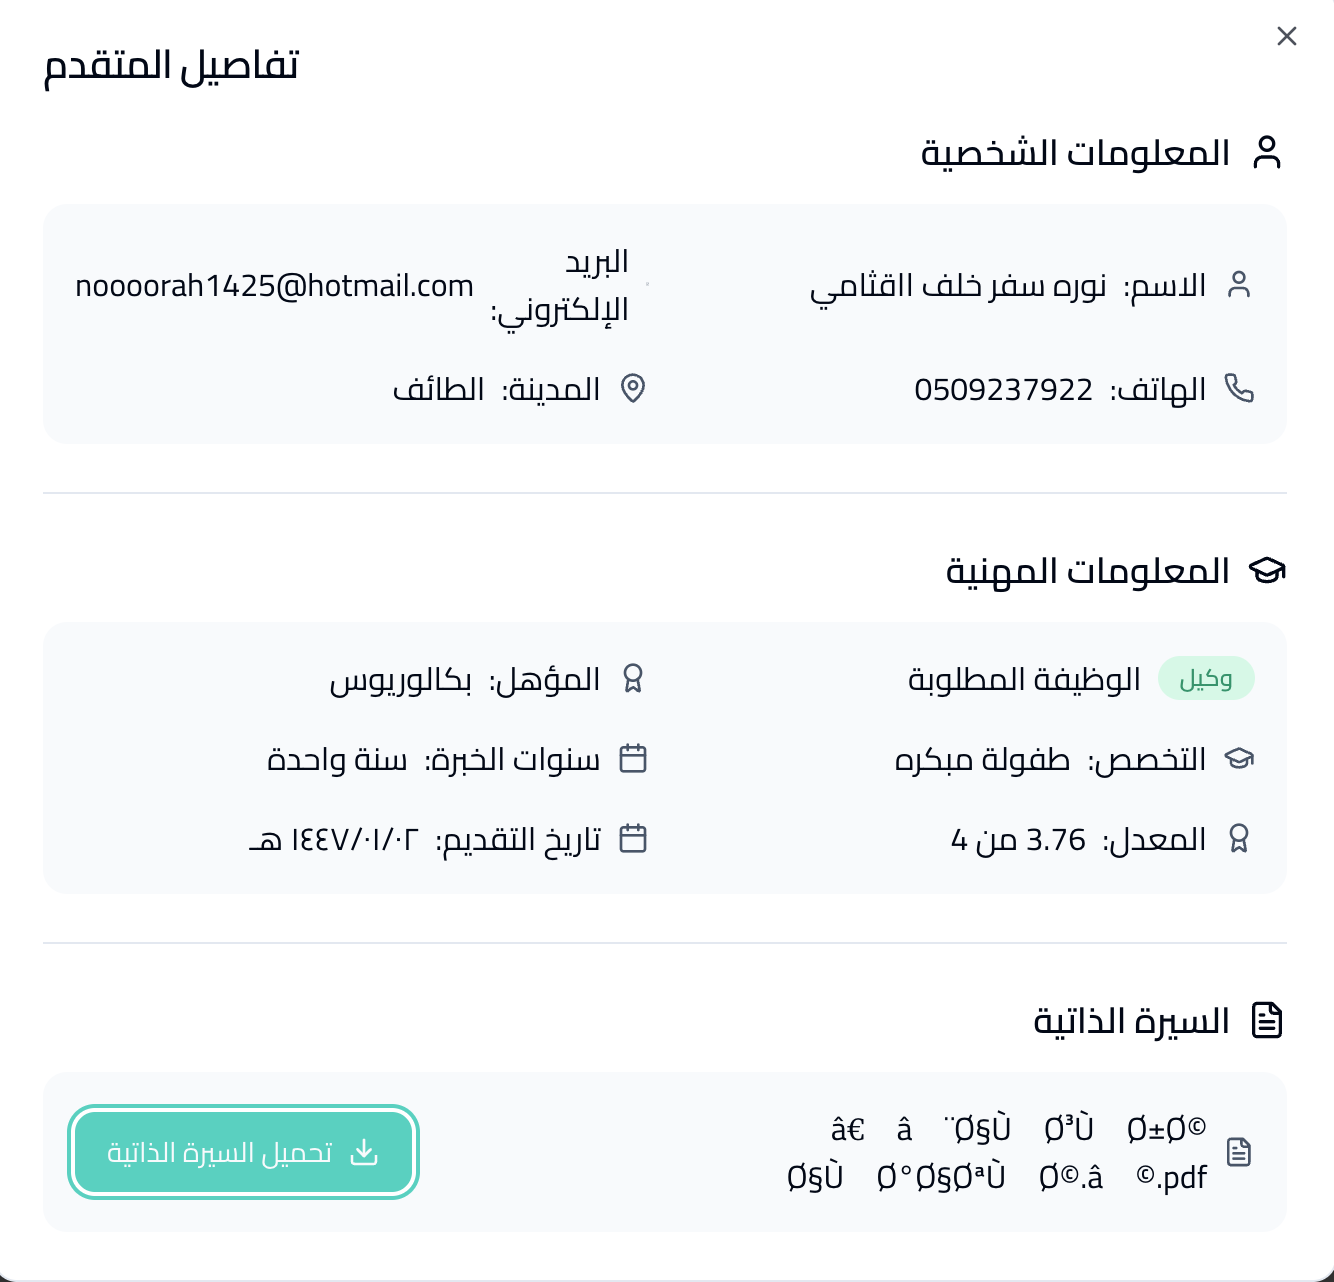 تفاصيل المتقدم
المعلومات الشخصية
الاسم: نوره سفر خلف ااقثامي
البريد
الإلكتروني:
noooorah1425@hotmail.com
الهاتف: 0509237922
المدينة: الطائف
المعلومات المهنية
وكيل الوظيفة المطلوبة
المؤهل: بكالوريوس
التخصص: طفولة مبكره
سنوات الخبرة: سنة واحدة
المعدل: 3.76 من 4
تاريخ التقديم: ١٤٤٧/٠١/٠٢ هـ
السيرة الذاتية
â€ â ¨Ø§Ù Ø³Ù Ø±Ø©
Ø§Ù Ø°Ø§ØªÙ Ø©.â ©.pdf
تحميل السيرة الذاتية